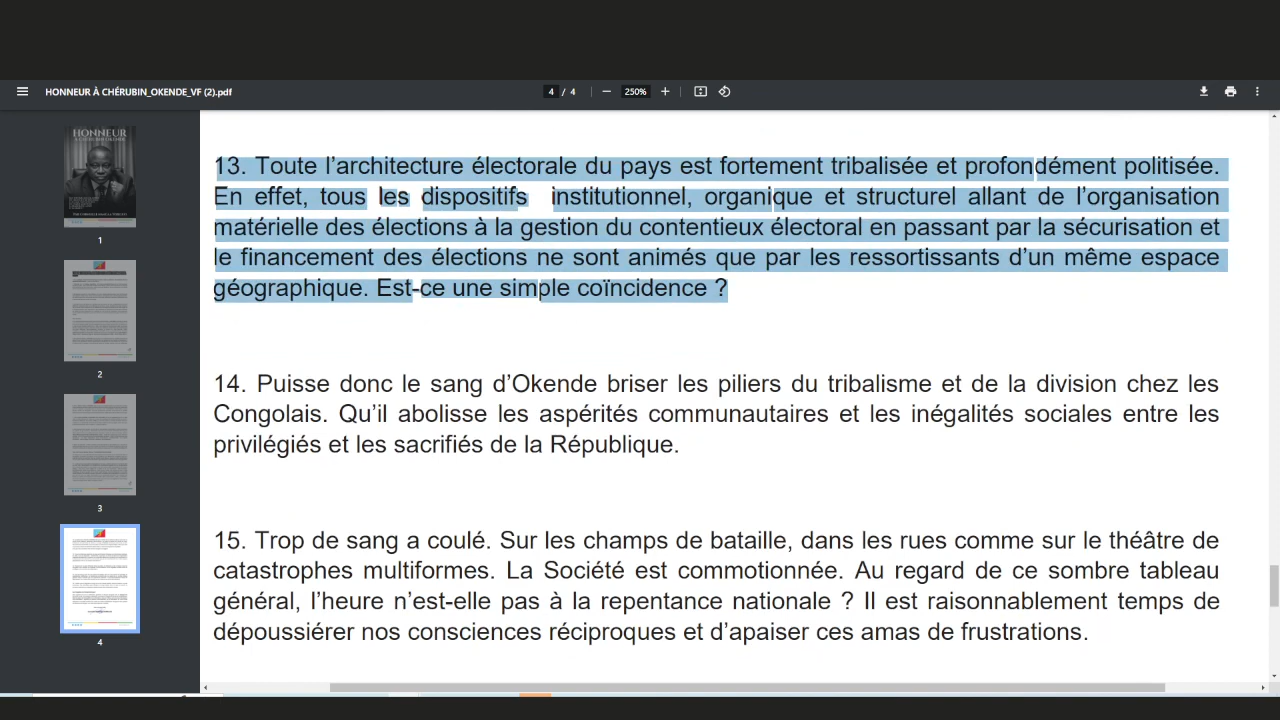 HONNEUR À CHÉRUBIN_OKENDE_VF (2).pdf
4 / 4
250%
HONNEUR
1
2
3
4
13. Toute l’architecture électorale du pays est fortement tribalisée et profondément politisée.
En effet, tous les dispositifs institutionnel, organique et structurel allant de l’organisation
matérielle des élections à la gestion du contentieux électoral en passant par la sécurisation et
le financement des élections ne sont animés que par les ressortissants d’un même espace
géographique. Est-ce une simple coïncidence ?
14. Puisse donc le sang d’Okende briser les piliers du tribalisme et de la division chez les
Congolais. Qu’il abolisse les aspérités communautaires et les inégalités sociales entre les
privilégiés et les sacrifiés de la République.
15. Trop de sang a coulé. Sur les champs de bataille, dans les rues comme sur le théâtre de
catastrophes multiformes. La Société est commotionnée. Au regard de ce sombre tableau
général, l’heure n’est-elle pas à la repentance nationale ? Il est raisonnablement temps de
dépoussiérer nos consciences réciproques et d’apaiser ces amas de frustrations.